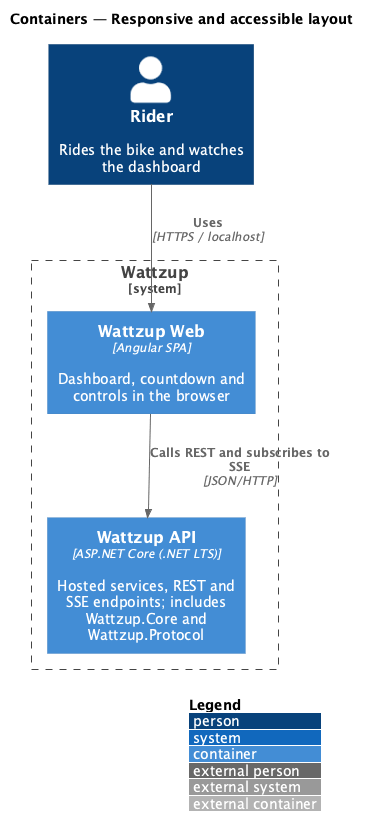 Containers — Responsive and accessible layout
Rider
Rides the bike and watches
the dashboard
Uses
[HTTPS / localhost]
Wattzup
[system]
Wattzup Web
[Angular SPA]
Dashboard, countdown and
controls in the browser
Calls REST and subscribes to
SSE
[JSON/HTTP]
Wattzup API
[ASP.NET Core (.NET LTS)]
Hosted services, REST and
SSE endpoints; includes
Wattzup.Core and
Wattzup.Protocol
Legend
person
system
container
external person
external system
external container